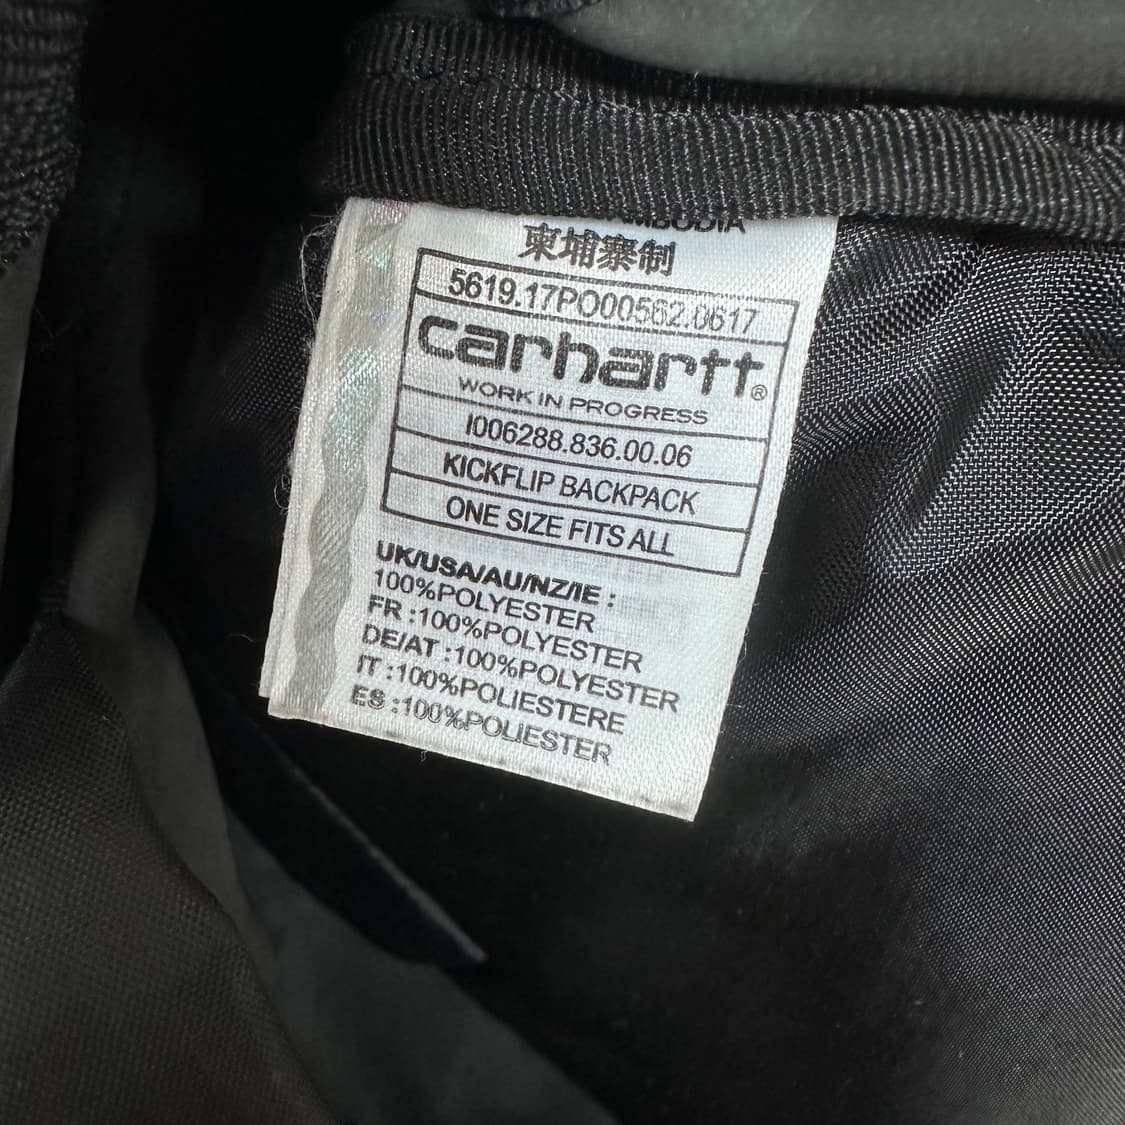 柬埔寨制
5619.17PO00562.0617
carhartt®
WORK IN PROGRESS
I006288.836.00.06
KICKFLIP BACKPACK
ONE SIZE FITS ALL
UK/USA/AU/NZ/IE :
100%POLYESTER
FR :100%POLYESTER
DE/AT :100%POLYESTER
IT :100%POLIESTERE
ES :100%POLIESTER